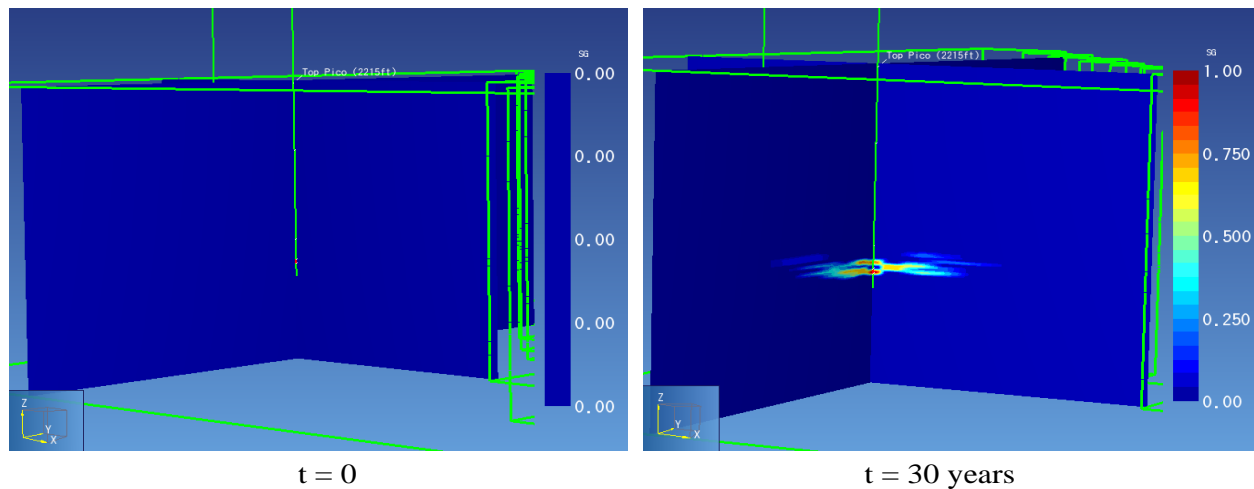 SG
0.00
Top Pico (2215ft)
0.00
0.00
0.00
0.00
Z
Y
X
t = 0
SG
1.00
Top Pico (2215ft)
0.750
0.500
0.250
0.00
Z
Y
X
t = 30 years